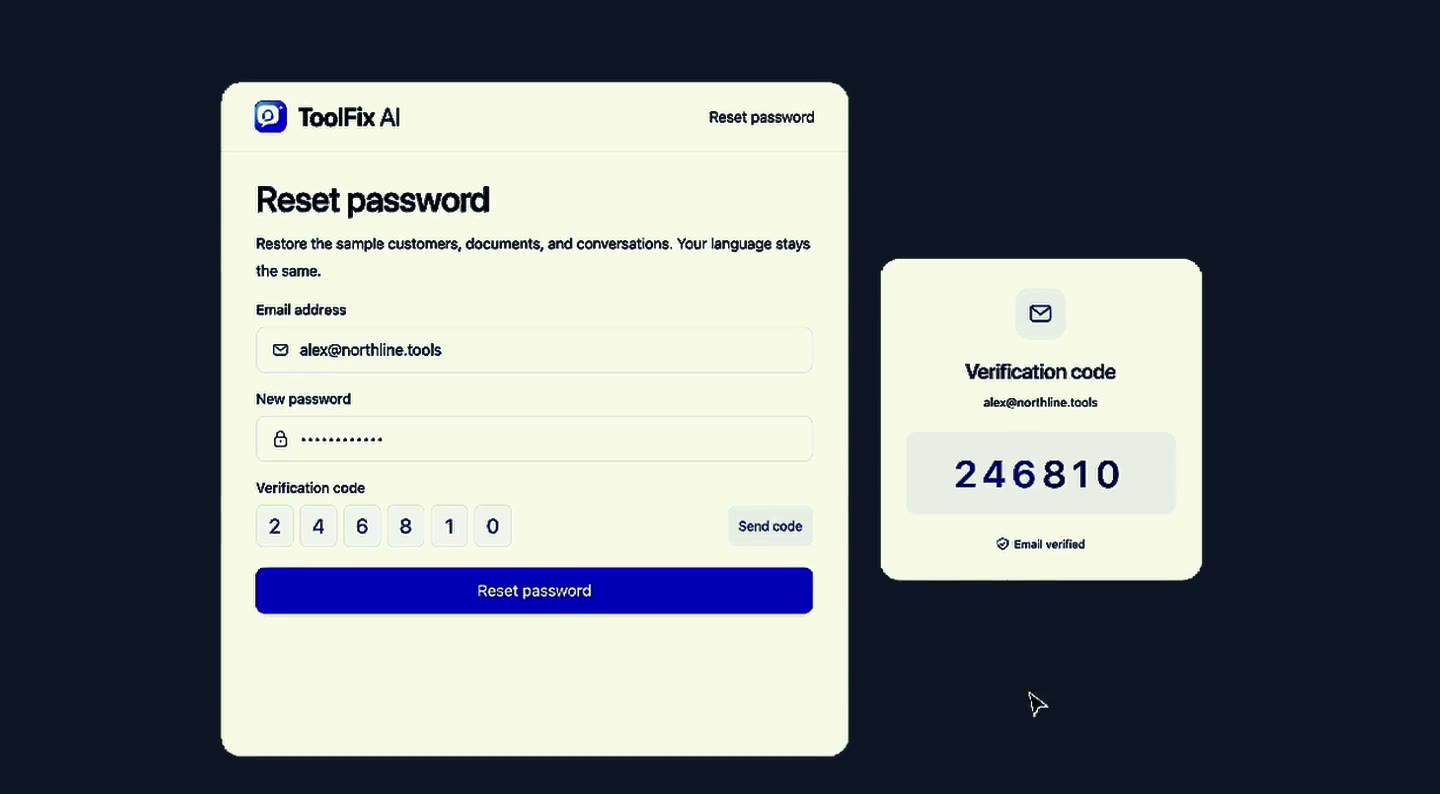 ToolFix AI
Reset password
Reset password
Restore the sample customers, documents, and conversations. Your language stays
the same.
Email address
alex@northline.tools
New password
••••••••••••
Verification code
2 4 6 8 1 0
Send code
Reset password
Verification code
alex@northline.tools
246810
Email verified